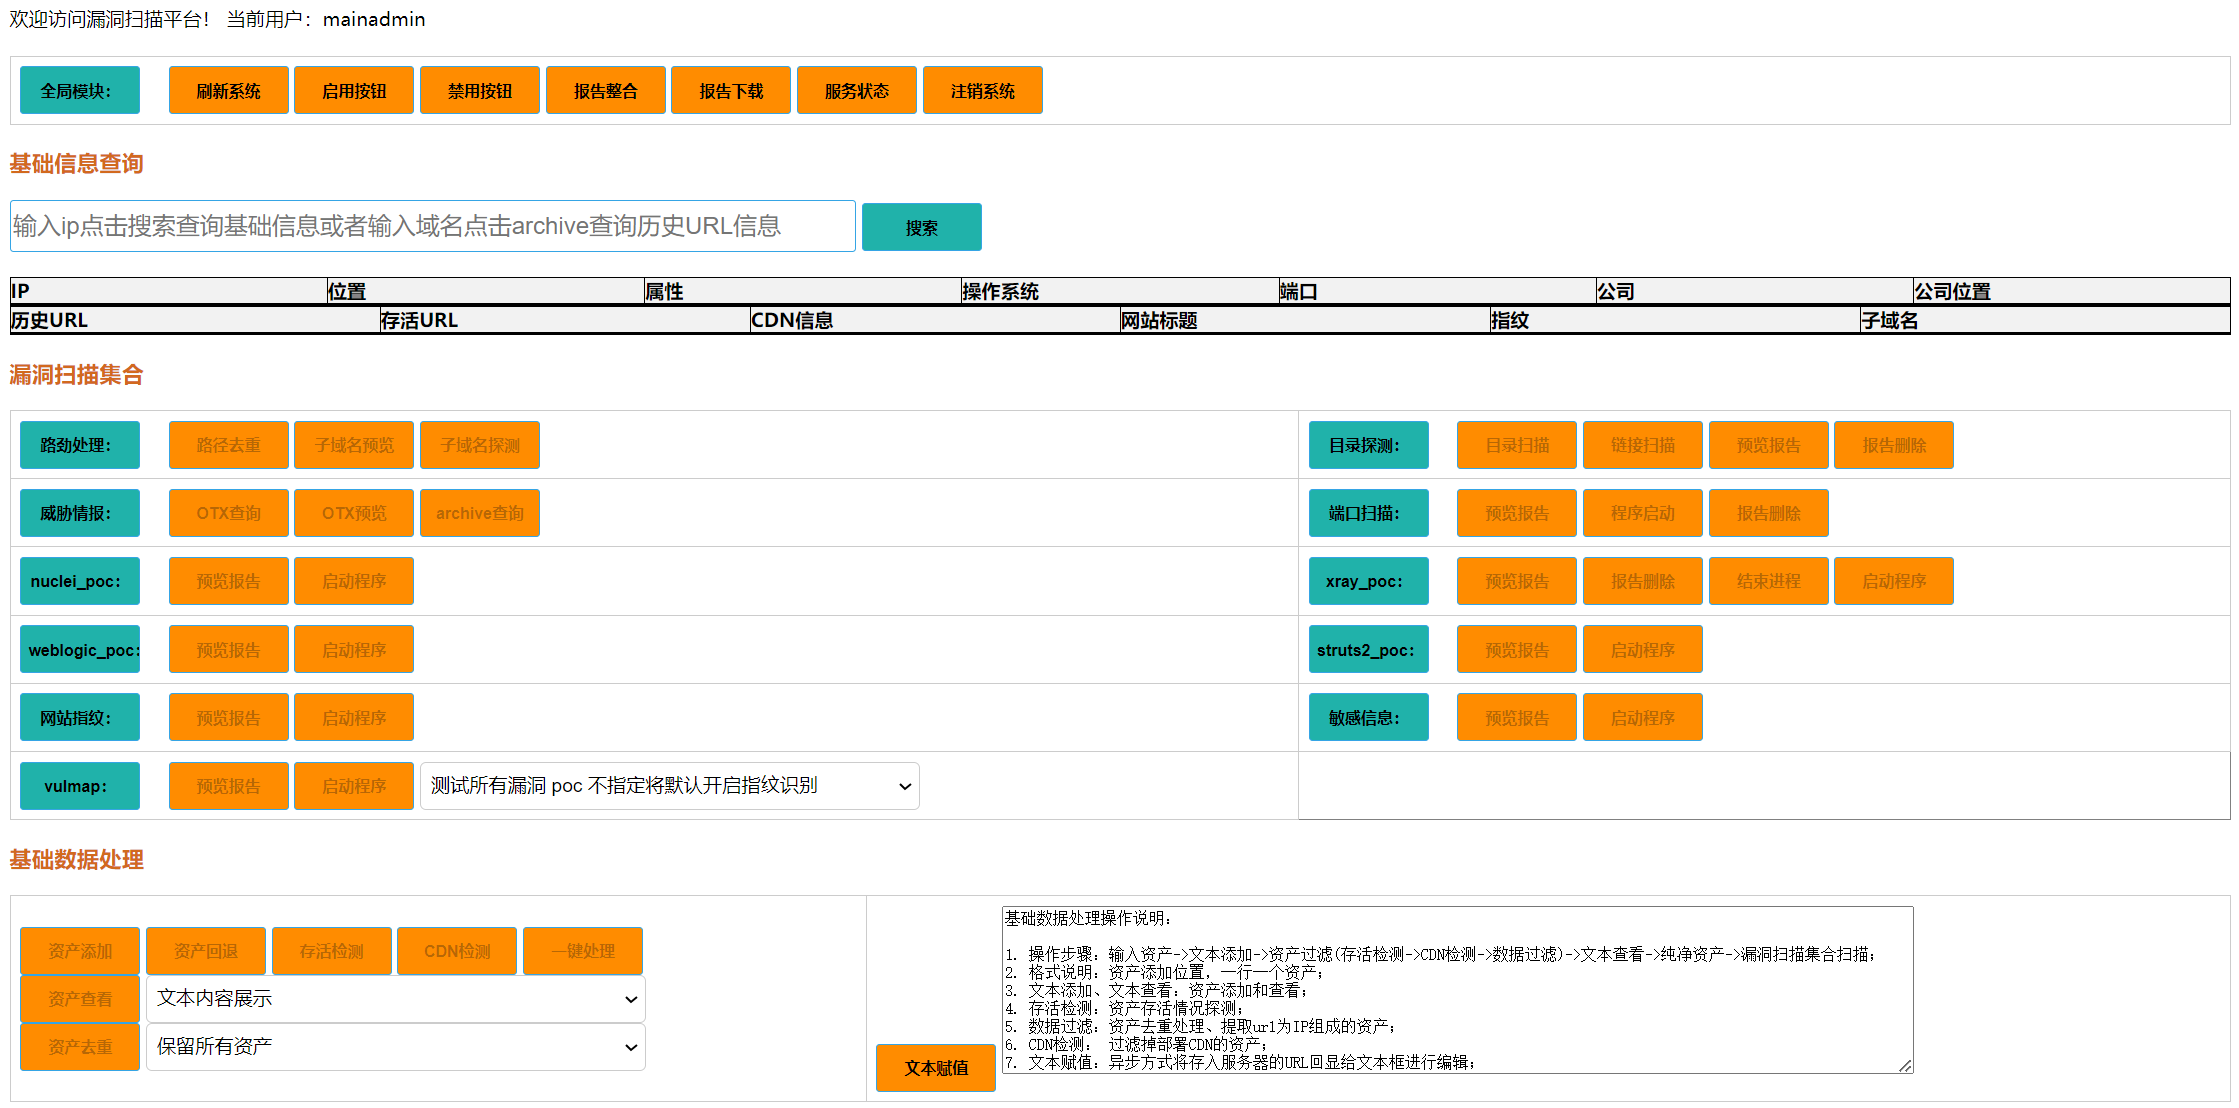 欢迎访问漏洞扫描平台！ 当前用户：mainadmin
全局模块： 刷新系统 启用按钮 禁用按钮 报告整合 报告下载 服务状态 注销系统
基础信息查询
输入ip点击搜索查询基础信息或者输入域名点击archive查询历史URL信息 搜索
IP 位置 属性 操作系统 端口 公司 公司位置
历史URL 存活URL CDN信息 网站标题 指纹 子域名
漏洞扫描集合
路劲处理： 路径去重 子域名预览 子域名探测 目录探测： 目录扫描 链接扫描 预览报告 报告删除
威胁情报： OTX查询 OTX预览 archive查询 端口扫描： 预览报告 程序启动 报告删除
nuclei_poc： 预览报告 启动程序 xray_poc： 预览报告 报告删除 结束进程 启动程序
weblogic_poc： 预览报告 启动程序 struts2_poc： 预览报告 启动程序
网站指纹： 预览报告 启动程序 敏感信息： 预览报告 启动程序
vulmap： 预览报告 启动程序 测试所有漏洞 poc 不指定将默认开启指纹识别
基础数据处理
资产添加 资产回退 存活检测 CDN检测 一键处理
资产查看 文本内容展示
资产去重 保留所有资产
文本赋值
基础数据处理操作说明：
1. 操作步骤：输入资产->文本添加->资产过滤(存活检测->CDN检测->数据过滤)->文本查看->纯净资产->漏洞扫描集合扫描；
2. 格式说明：资产添加位置，一行一个资产；
3. 文本添加、文本查看：资产添加和查看；
4. 存活检测：资产存活情况探测；
5. 数据过滤：资产去重处理、提取url为IP组成的资产；
6. CDN检测： 过滤掉部署CDN的资产；
7. 文本赋值：异步方式将存入服务器的URL回显给文本框进行编辑；